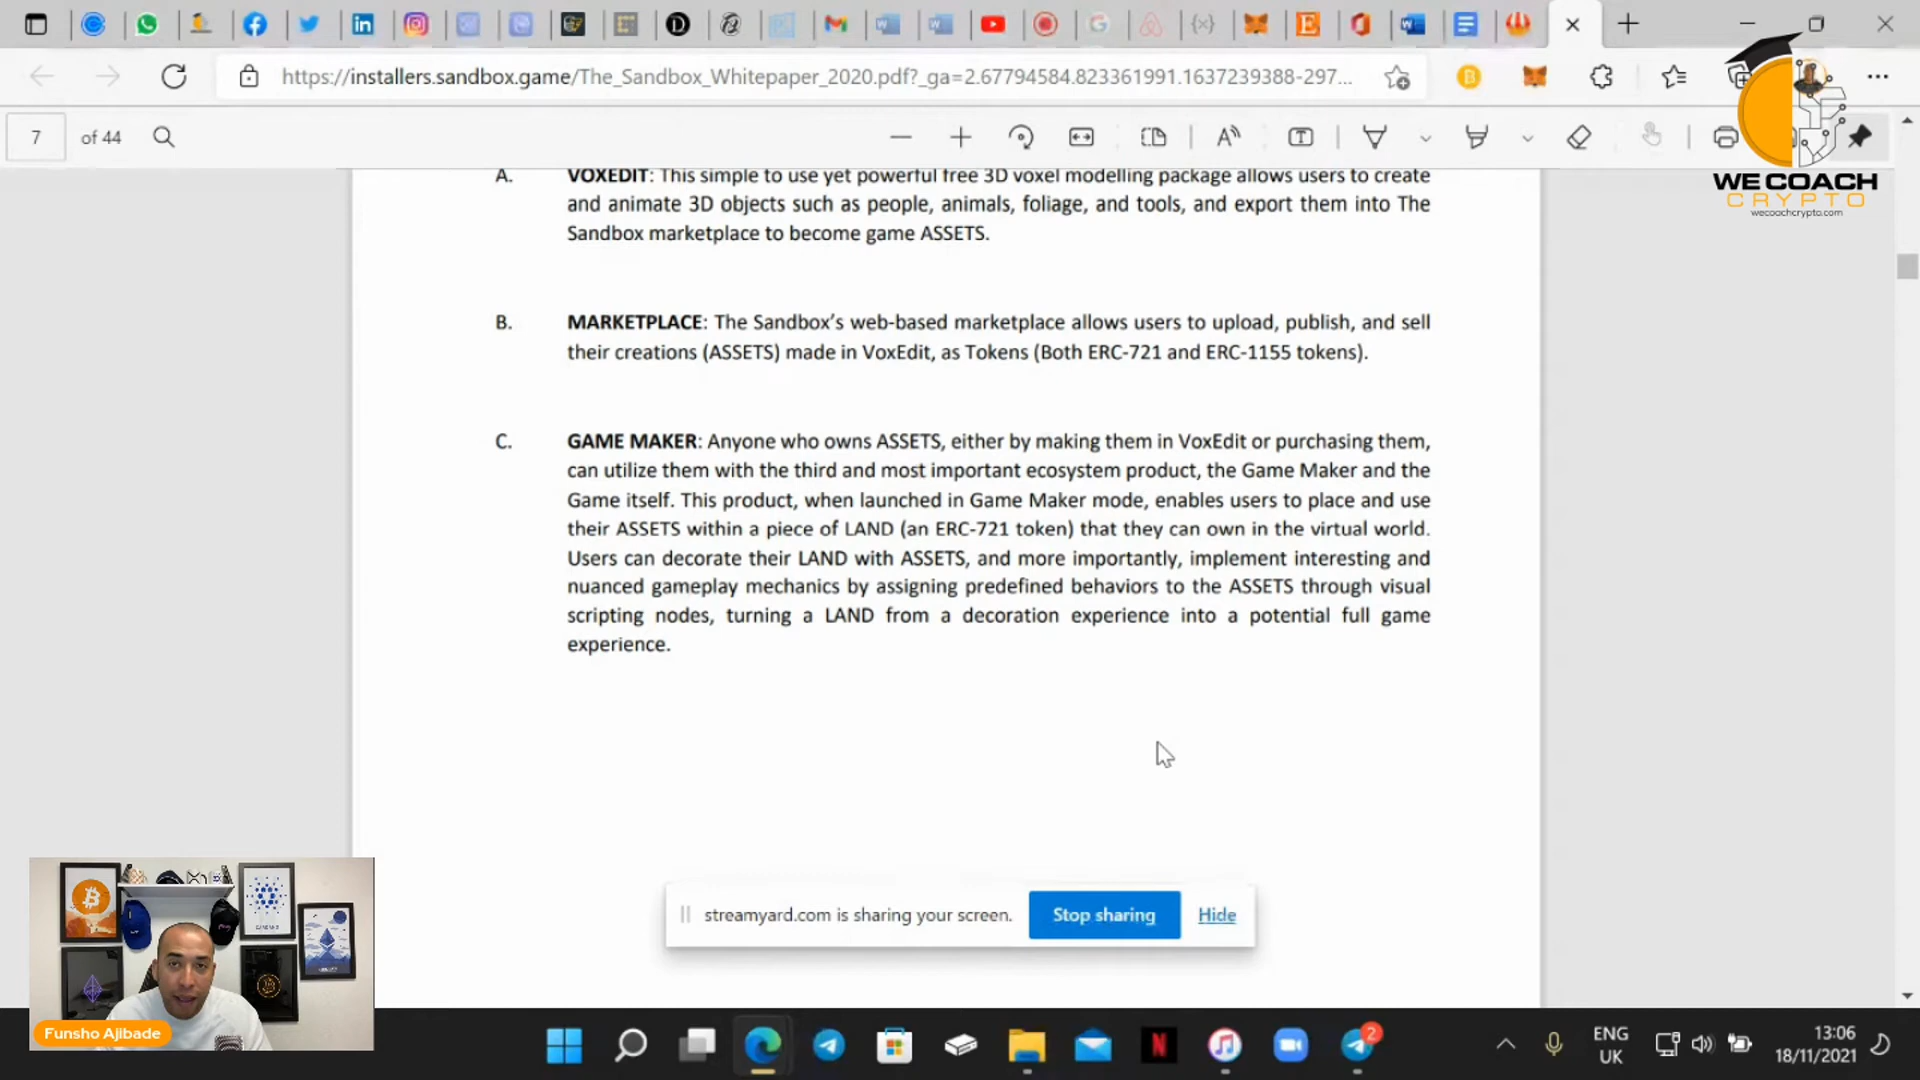 https://installers.sandbox.game/The_Sandbox_Whitepaper_2020.pdf?_ga=2.67794584.823361991.1637239388-297...
7 of 44
WE COACH
CRYPTO
wecoachcrypto.com
A. VOXEDIT: This simple to use yet powerful free 3D voxel modelling package allows users to create
and animate 3D objects such as people, animals, foliage, and tools, and export them into The
Sandbox marketplace to become game ASSETS.
B. MARKETPLACE: The Sandbox's web-based marketplace allows users to upload, publish, and sell
their creations (ASSETS) made in VoxEdit, as Tokens (Both ERC-721 and ERC-1155 tokens).
C. GAME MAKER: Anyone who owns ASSETS, either by making them in VoxEdit or purchasing them,
can utilize them with the third and most important ecosystem product, the Game Maker and the
Game itself. This product, when launched in Game Maker mode, enables users to place and use
their ASSETS within a piece of LAND (an ERC-721 token) that they can own in the virtual world.
Users can decorate their LAND with ASSETS, and more importantly, implement interesting and
nuanced gameplay mechanics by assigning predefined behaviors to the ASSETS through visual
scripting nodes, turning a LAND from a decoration experience into a potential full game
experience.
streamyard.com is sharing your screen. Stop sharing Hide
Funsho Ajibade
2
ENG
UK
13:06
18/11/2021